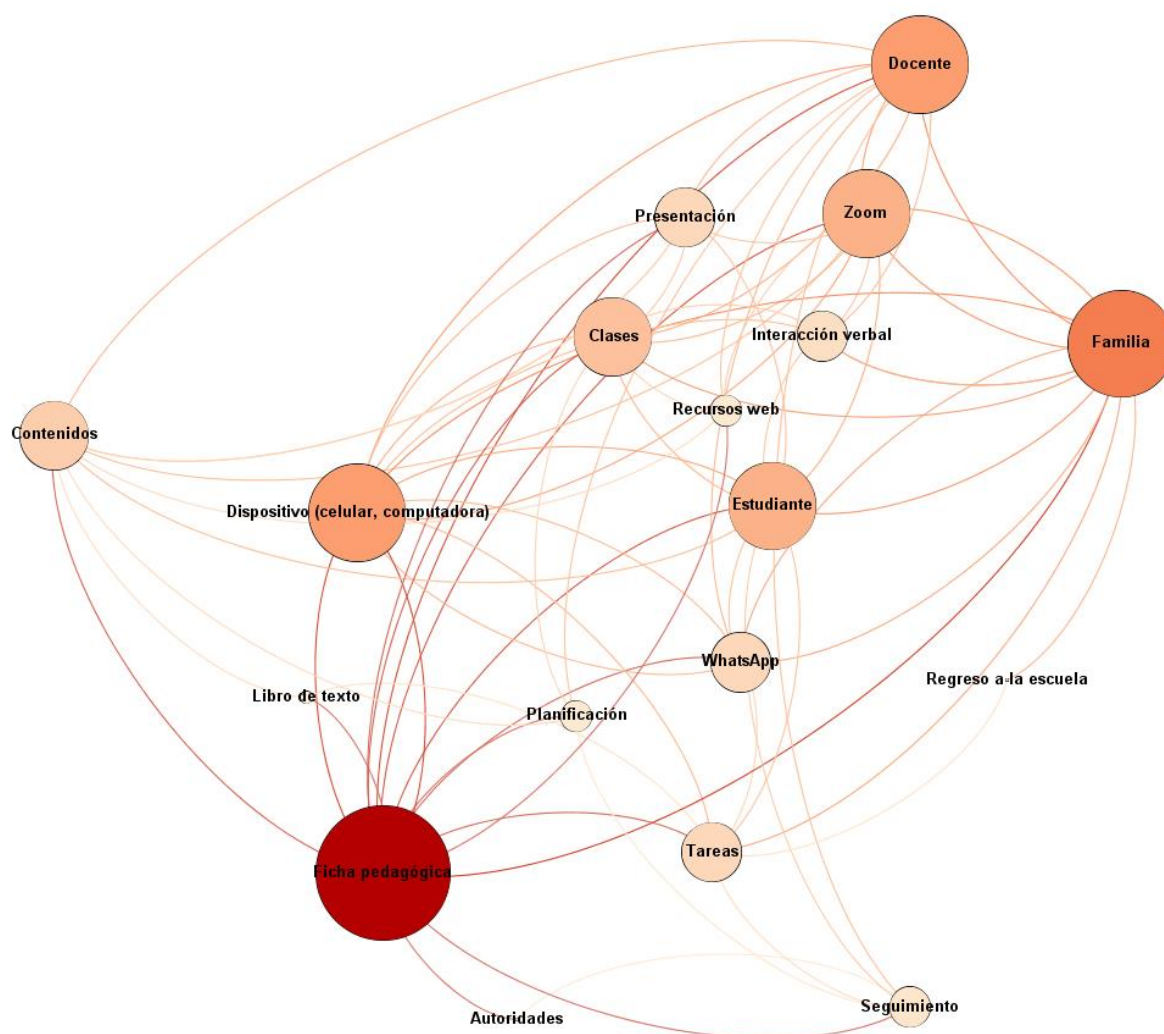 Docente
Presentación
Zoom
Clases
Interacción verbal
Familia
Recursos web
Contenidos
Dispositivo (celular, computadora)
Estudiante
WhatsApp
Regreso a la escuela
Libro de texto
Planificación
Tareas
Ficha pedagógica
Seguimiento
Autoridades